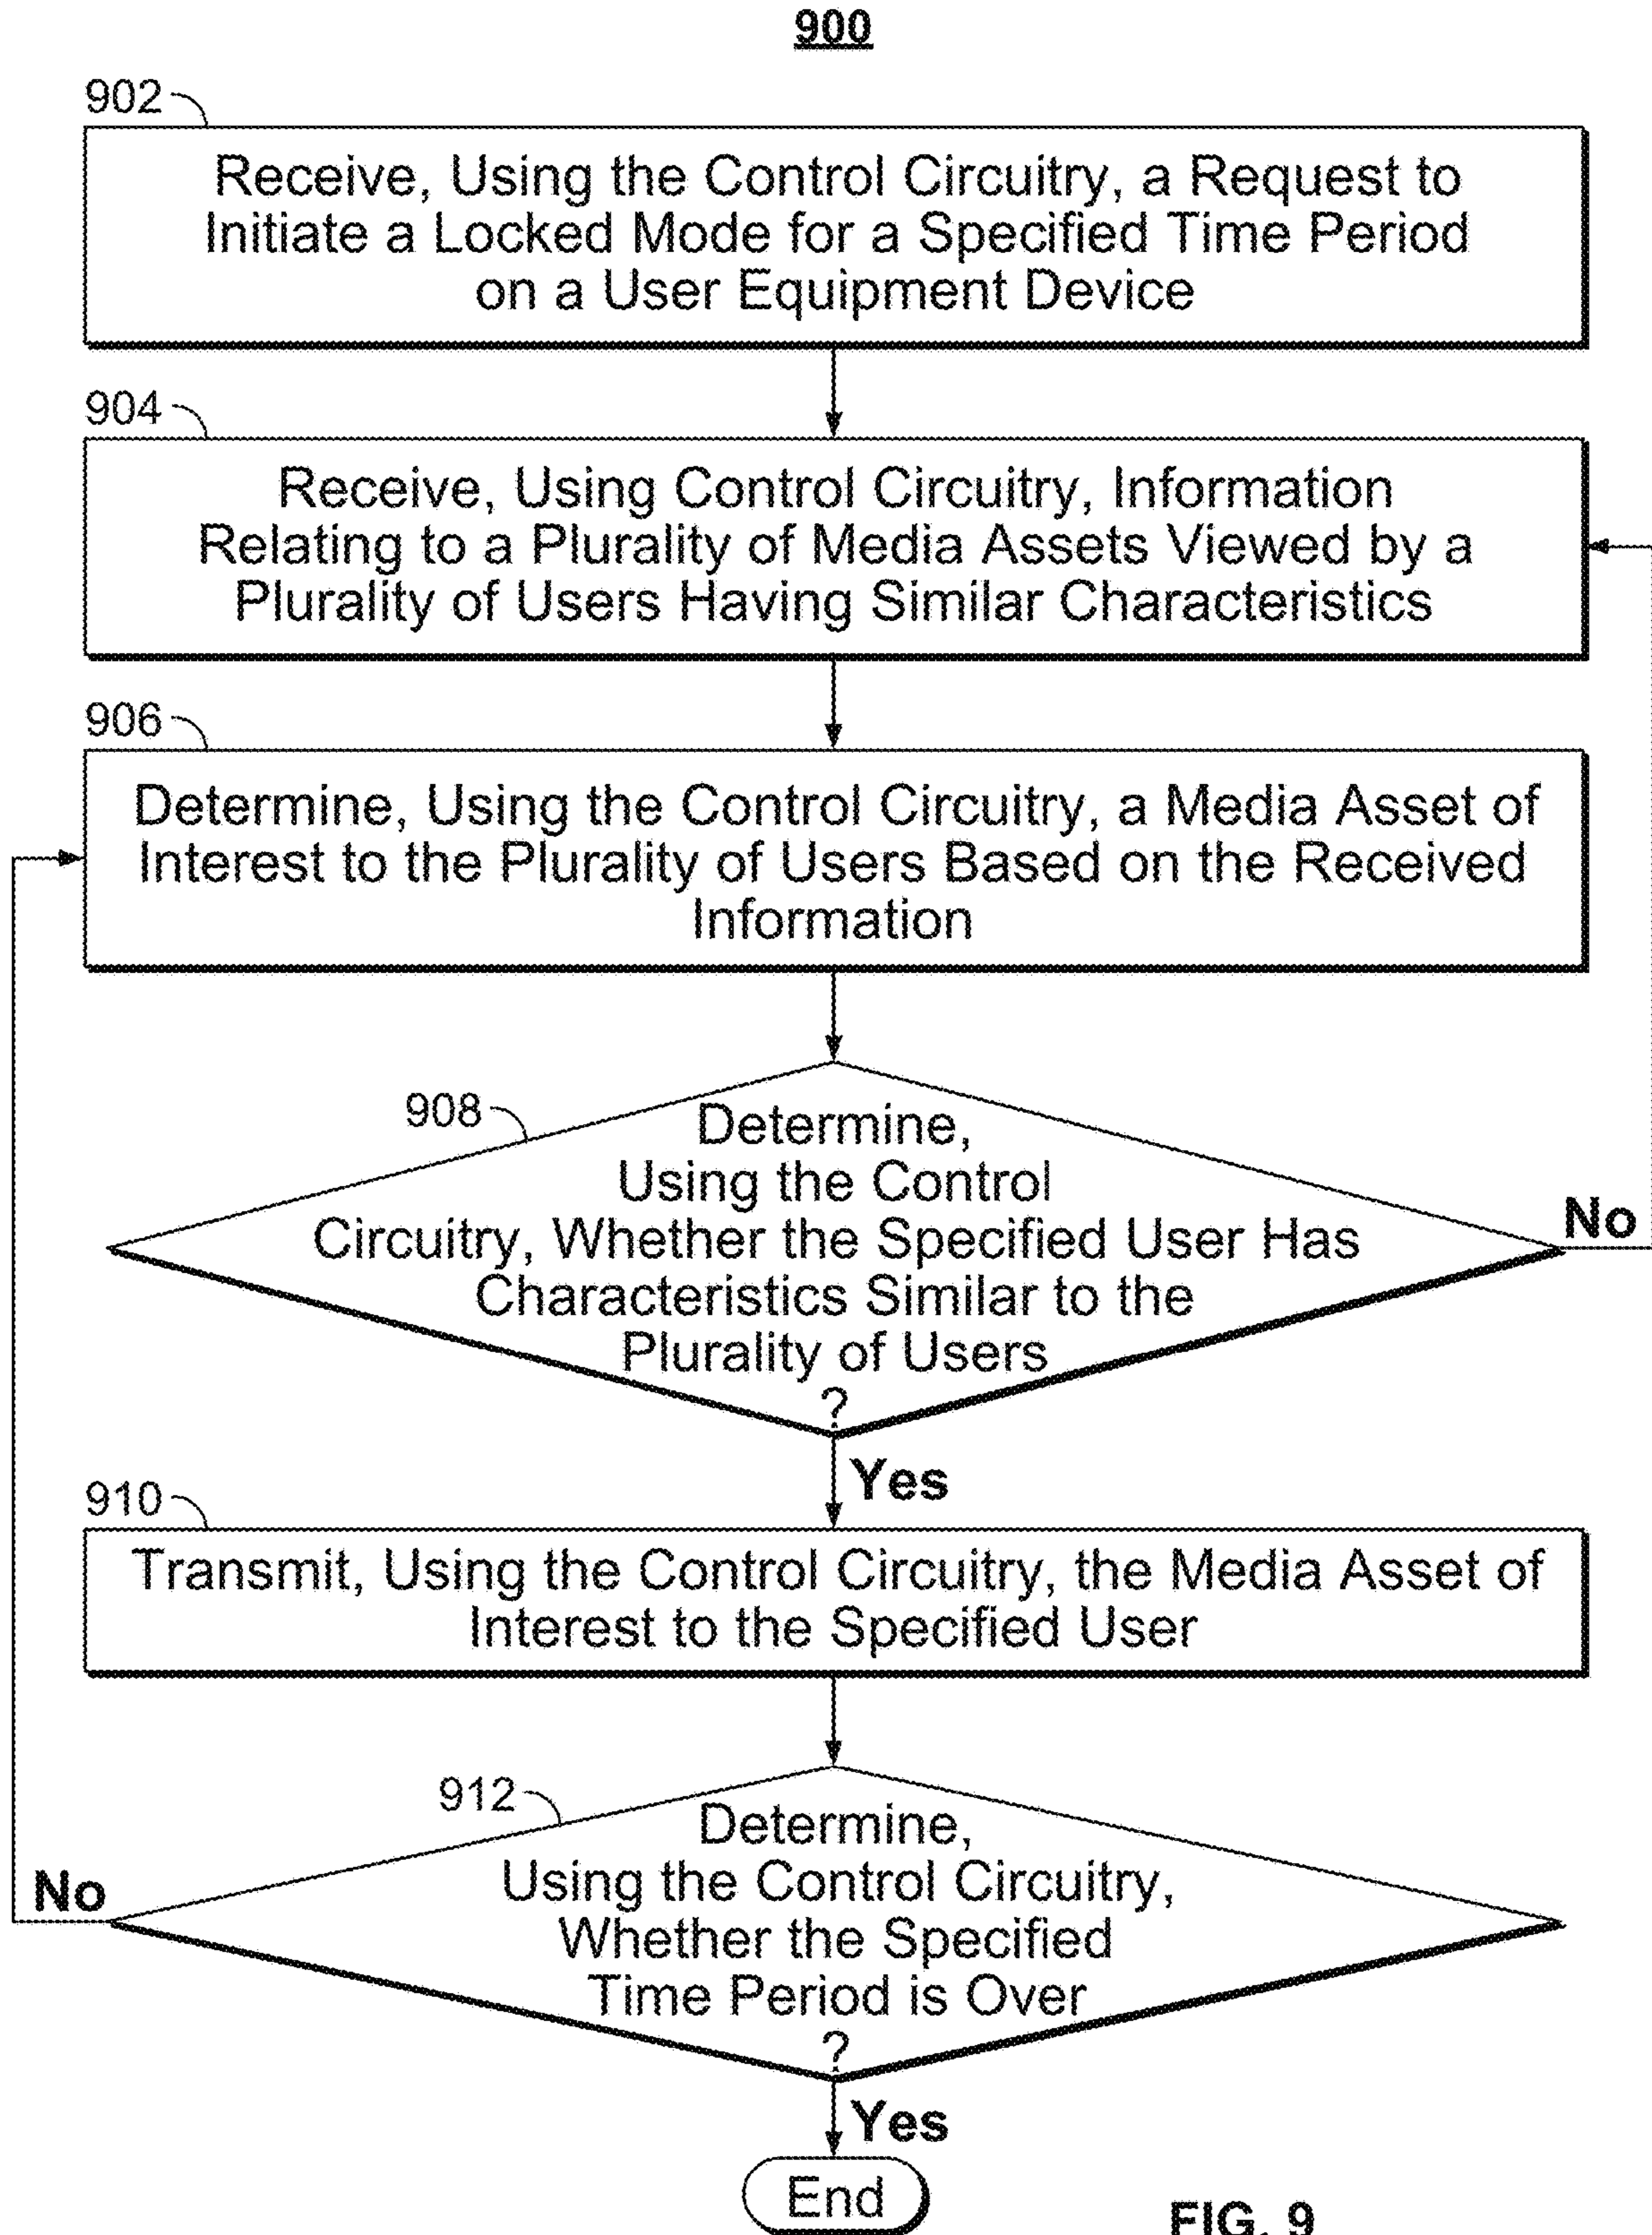 900
902
Receive, Using the Control Circuitry, a Request to
Initiate a Locked Mode for a Specified Time Period
on a User Equipment Device
904
Receive, Using Control Circuitry, Information
Relating to a Plurality of Media Assets Viewed by a
Plurality of Users Having Similar Characteristics
906
Determine, Using the Control Circuitry, a Media Asset of
Interest to the Plurality of Users Based on the Received
Information
908
Determine,
Using the Control
Circuitry, Whether the Specified User Has
Characteristics Similar to the
Plurality of Users
?
No
Yes
910
Transmit, Using the Control Circuitry, the Media Asset of
Interest to the Specified User
912
Determine,
Using the Control Circuitry,
Whether the Specified
Time Period is Over
?
No
Yes
End
FIG. 9